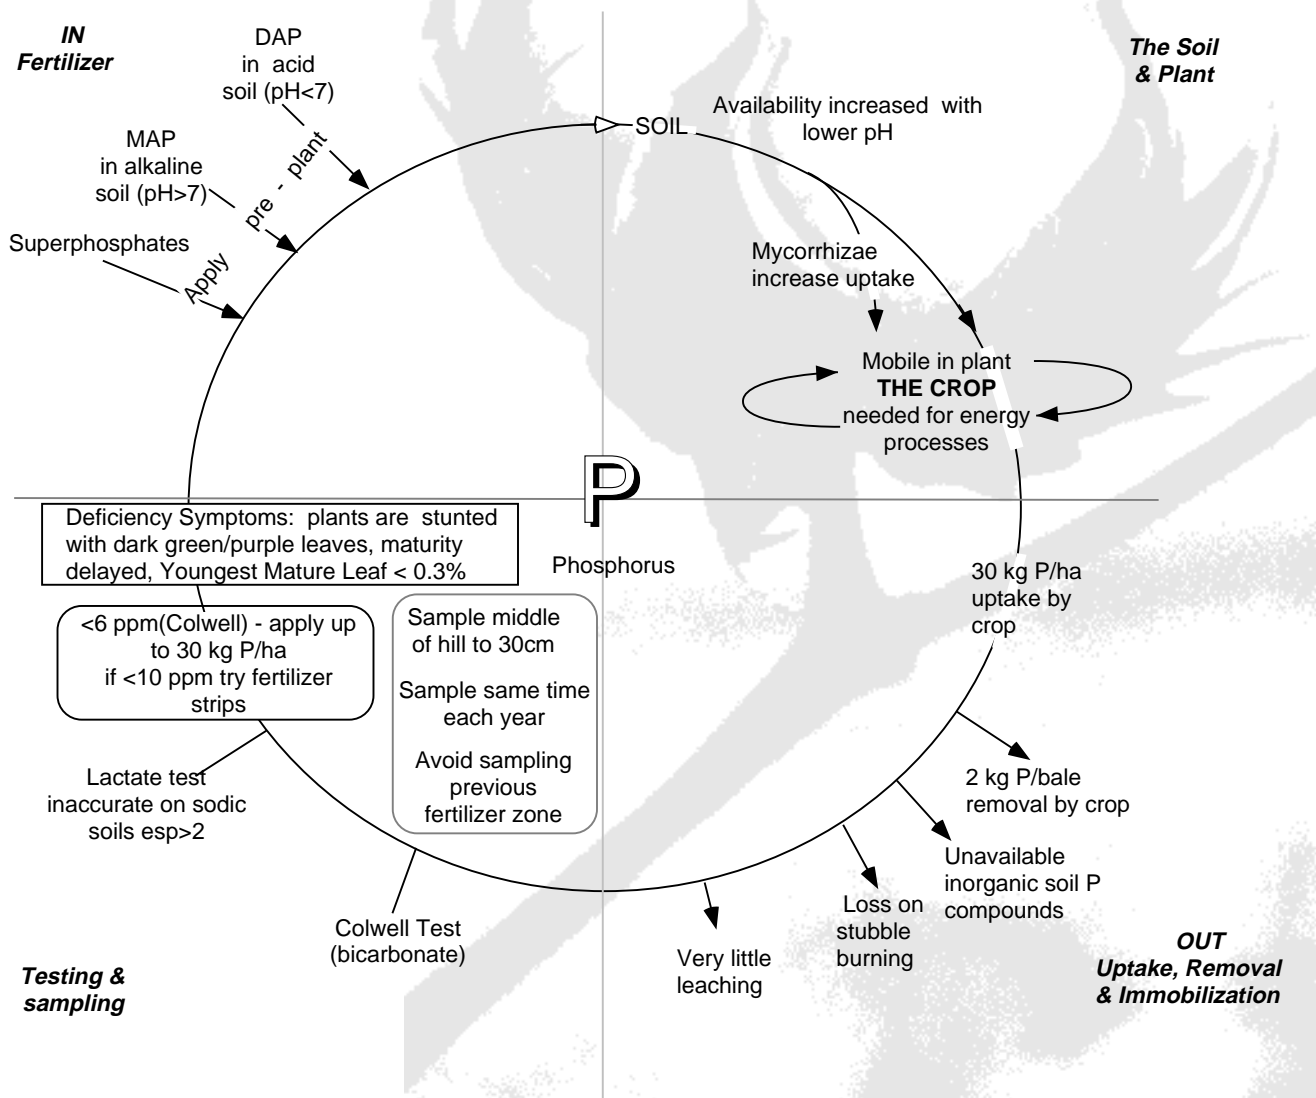 IN
Fertilizer
DAP
in acid
soil (pH<7)
MAP
in alkaline
soil (pH>7)
Superphosphates
Apply
pre - plant
SOIL
The Soil
& Plant
Availability increased with
lower pH
Mycorrhizae
increase uptake
Mobile in plant
THE CROP
needed for energy
processes
P
Phosphorus
Deficiency Symptoms: plants are stunted
with dark green/purple leaves, maturity
delayed, Youngest Mature Leaf < 0.3%
<6 ppm(Colwell) - apply up
to 30 kg P/ha
if <10 ppm try fertilizer
strips
Sample middle
of hill to 30cm
Sample same time
each year
Avoid sampling
previous
fertilizer zone
Lactate test
inaccurate on sodic
soils esp>2
Colwell Test
(bicarbonate)
Testing &
sampling
30 kg P/ha
uptake by
crop
2 kg P/bale
removal by crop
Unavailable
inorganic soil P
compounds
Loss on
stubble
burning
Very little
leaching
OUT
Uptake, Removal
& Immobilization